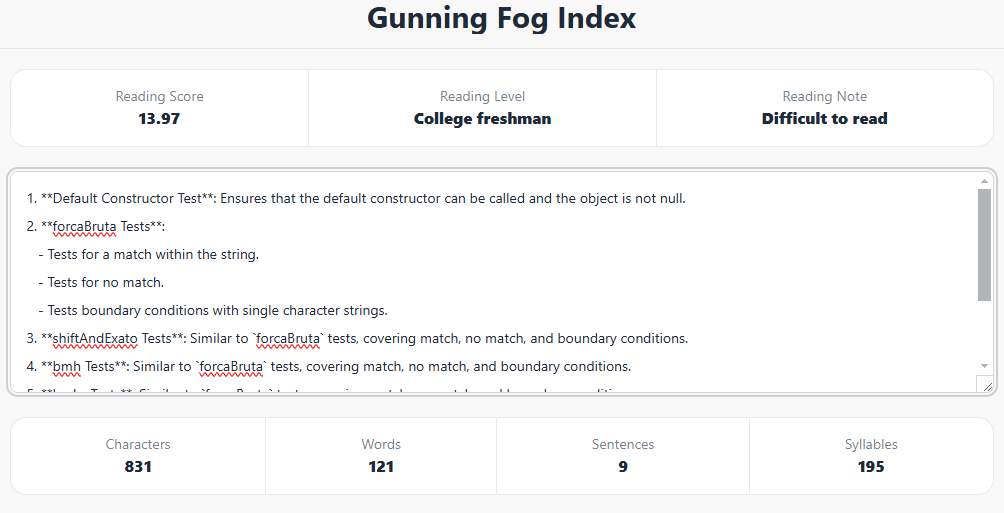 Gunning Fog Index
Reading Score
13.97
Reading Level
College freshman
Reading Note
Difficult to read
1. **Default Constructor Test**: Ensures that the default constructor can be called and the object is not null.
2. **forcaBruta Tests**:
- Tests for a match within the string.
- Tests for no match.
- Tests boundary conditions with single character strings.
3. **shiftAndExato Tests**: Similar to `forcaBruta` tests, covering match, no match, and boundary conditions.
4. **bmh Tests**: Similar to `forcaBruta` tests, covering match, no match, and boundary conditions.
Characters
831
Words
121
Sentences
9
Syllables
195